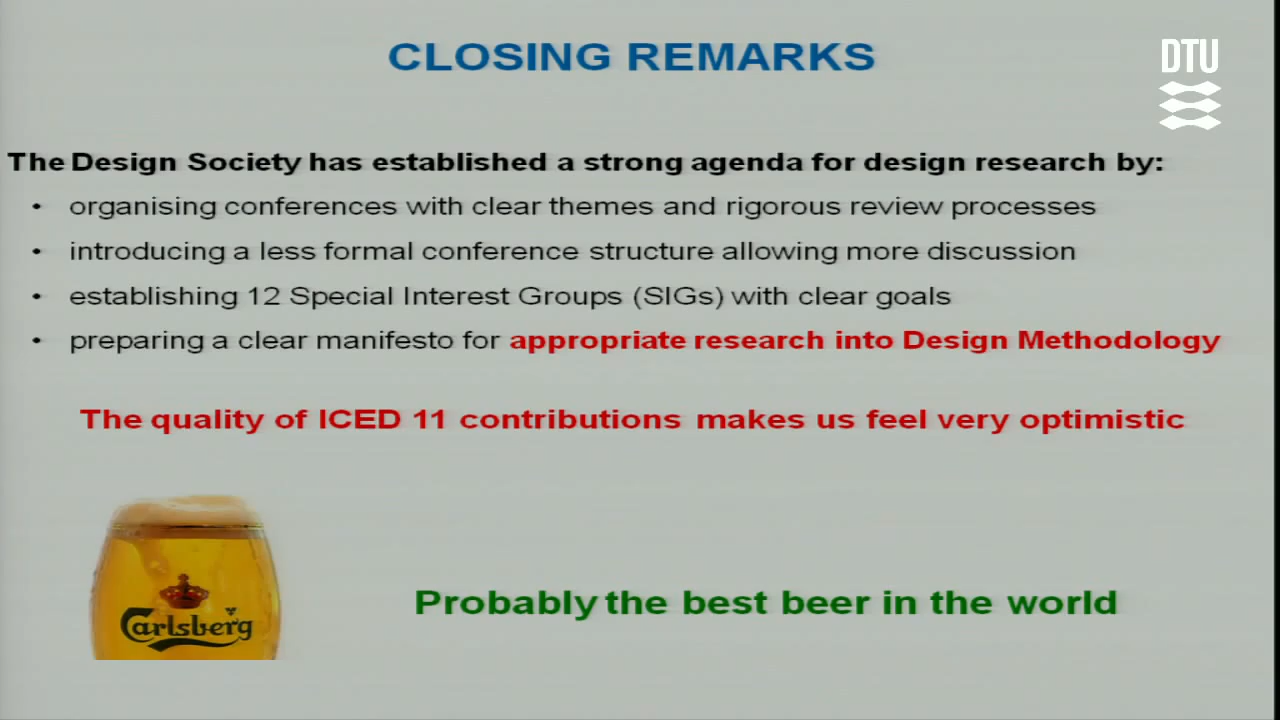 CLOSING REMARKS
DTU
The Design Society has established a strong agenda for design research by:
• organising conferences with clear themes and rigorous review processes
• introducing a less formal conference structure allowing more discussion
• establishing 12 Special Interest Groups (SIGs) with clear goals
• preparing a clear manifesto for appropriate research into Design Methodology
The quality of ICED 11 contributions makes us feel very optimistic
Carlsberg
Probably the best beer in the world